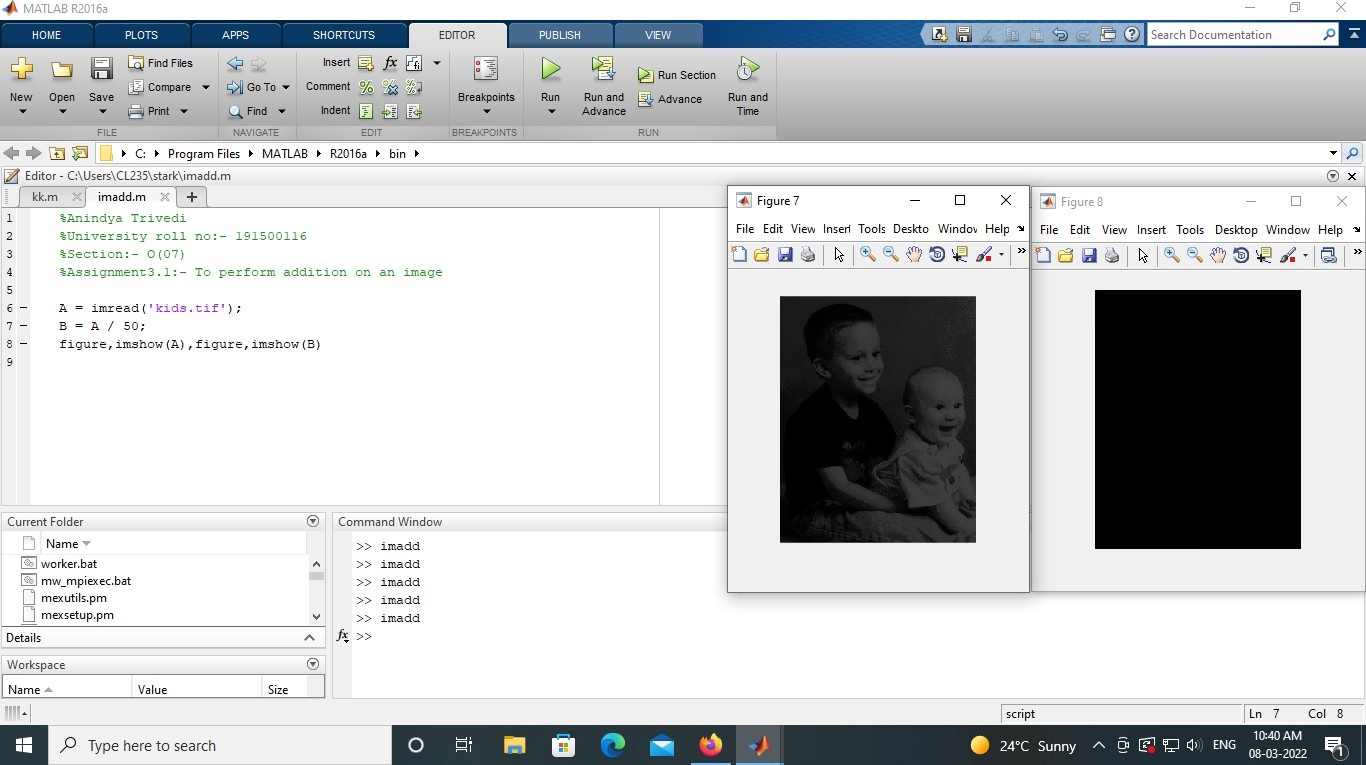 MATLAB R2016a
HOME PLOTS APPS SHORTCUTS EDITOR PUBLISH VIEW Search Documentation
New Open Save Find Files Compare Print
Go To Find
Insert fx
Comment
Indent
Breakpoints
Run Run and Advance Run Section Advance Run and Time
FILE NAVIGATE EDIT BREAKPOINTS RUN
C: Program Files MATLAB R2016a bin
Editor - C:\Users\CL235\stark\imadd.m
kk.m imadd.m +
1 %Anindya Trivedi
2 %University roll no:- 191500116
3 %Section:- O(07)
4 %Assignment3.1:- To perform addition on an image
5
6 A = imread('kids.tif');
7 B = A / 50;
8 figure,imshow(A),figure,imshow(B)
9
Figure 7
File Edit View Insert Tools Deskto Window Help
Figure 8
File Edit View Insert Tools Desktop Window Help
Current Folder
Name
worker.bat
mw_mpiexec.bat
mexutils.pm
mexsetup.pm
Details
Workspace
Name Value Size
Command Window
>> imadd
>> imadd
>> imadd
>> imadd
>> imadd
fx >>
script Ln 7 Col 8
Type here to search
24°C Sunny ENG 10:40 AM
08-03-2022
1